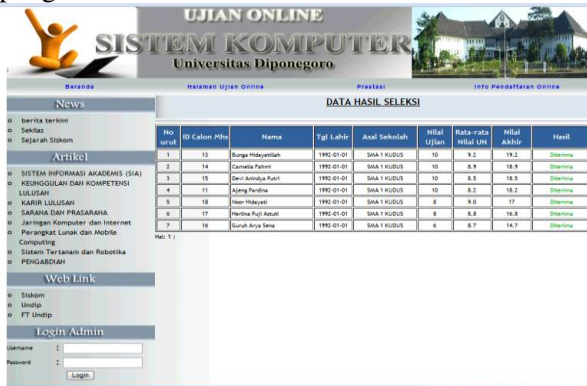 UJIAN ONLINE
SISTEM KOMPUTER
Universitas Diponegoro
Beranda Halaman Ujian Online Prestasi Info Pendaftaran Online
News
berita terkini
Sekilas
Sejarah Siskom
Artikel
SISTEM INFORMASI AKADEMIS (SIA)
KEUNGGULAN DAN KOMPETENSI
LULUSAN
KARIR LULUSAN
SARANA DAN PRASARANA
Jaringan Komputer dan Internet
Perangkat Lunak dan Mobile
Computing
Sistem Tertanam dan Robotika
PENGABDIAN
Web Link
Siskom
Undip
FT Undip
Login Admin
Username :
Password :
Login
DATA HASIL SELEKSI
No urut ID Calon Mhs Nama Tgl Lahir Asal Sekolah Nilai Ujian Rata-rata Nilai UN Nilai Akhir Hasil
1 13 Bunga Hidayatillah 1992-01-01 SMA 1 KUDUS 10 9.2 19.2 Diterima
2 14 Camelia Fahmi 1992-01-01 SMA 1 KUDUS 10 8.9 18.9 Diterima
3 15 Devi Anindya Putri 1992-01-01 SMA 1 KUDUS 10 8.5 18.5 Diterima
4 11 Ajeng Pardina 1992-01-01 SMA 1 KUDUS 10 8.2 18.2 Diterima
5 18 Noor Hidayati 1992-01-01 SMA 1 KUDUS 8 9.0 17 Diterima
6 17 Herlina Puji Astuti 1992-01-01 SMA 1 KUDUS 8 8.8 16.8 Diterima
7 16 Guruh Arya Sena 1992-01-01 SMA 1 KUDUS 6 8.7 14.7 Diterima
Hal: 1 |